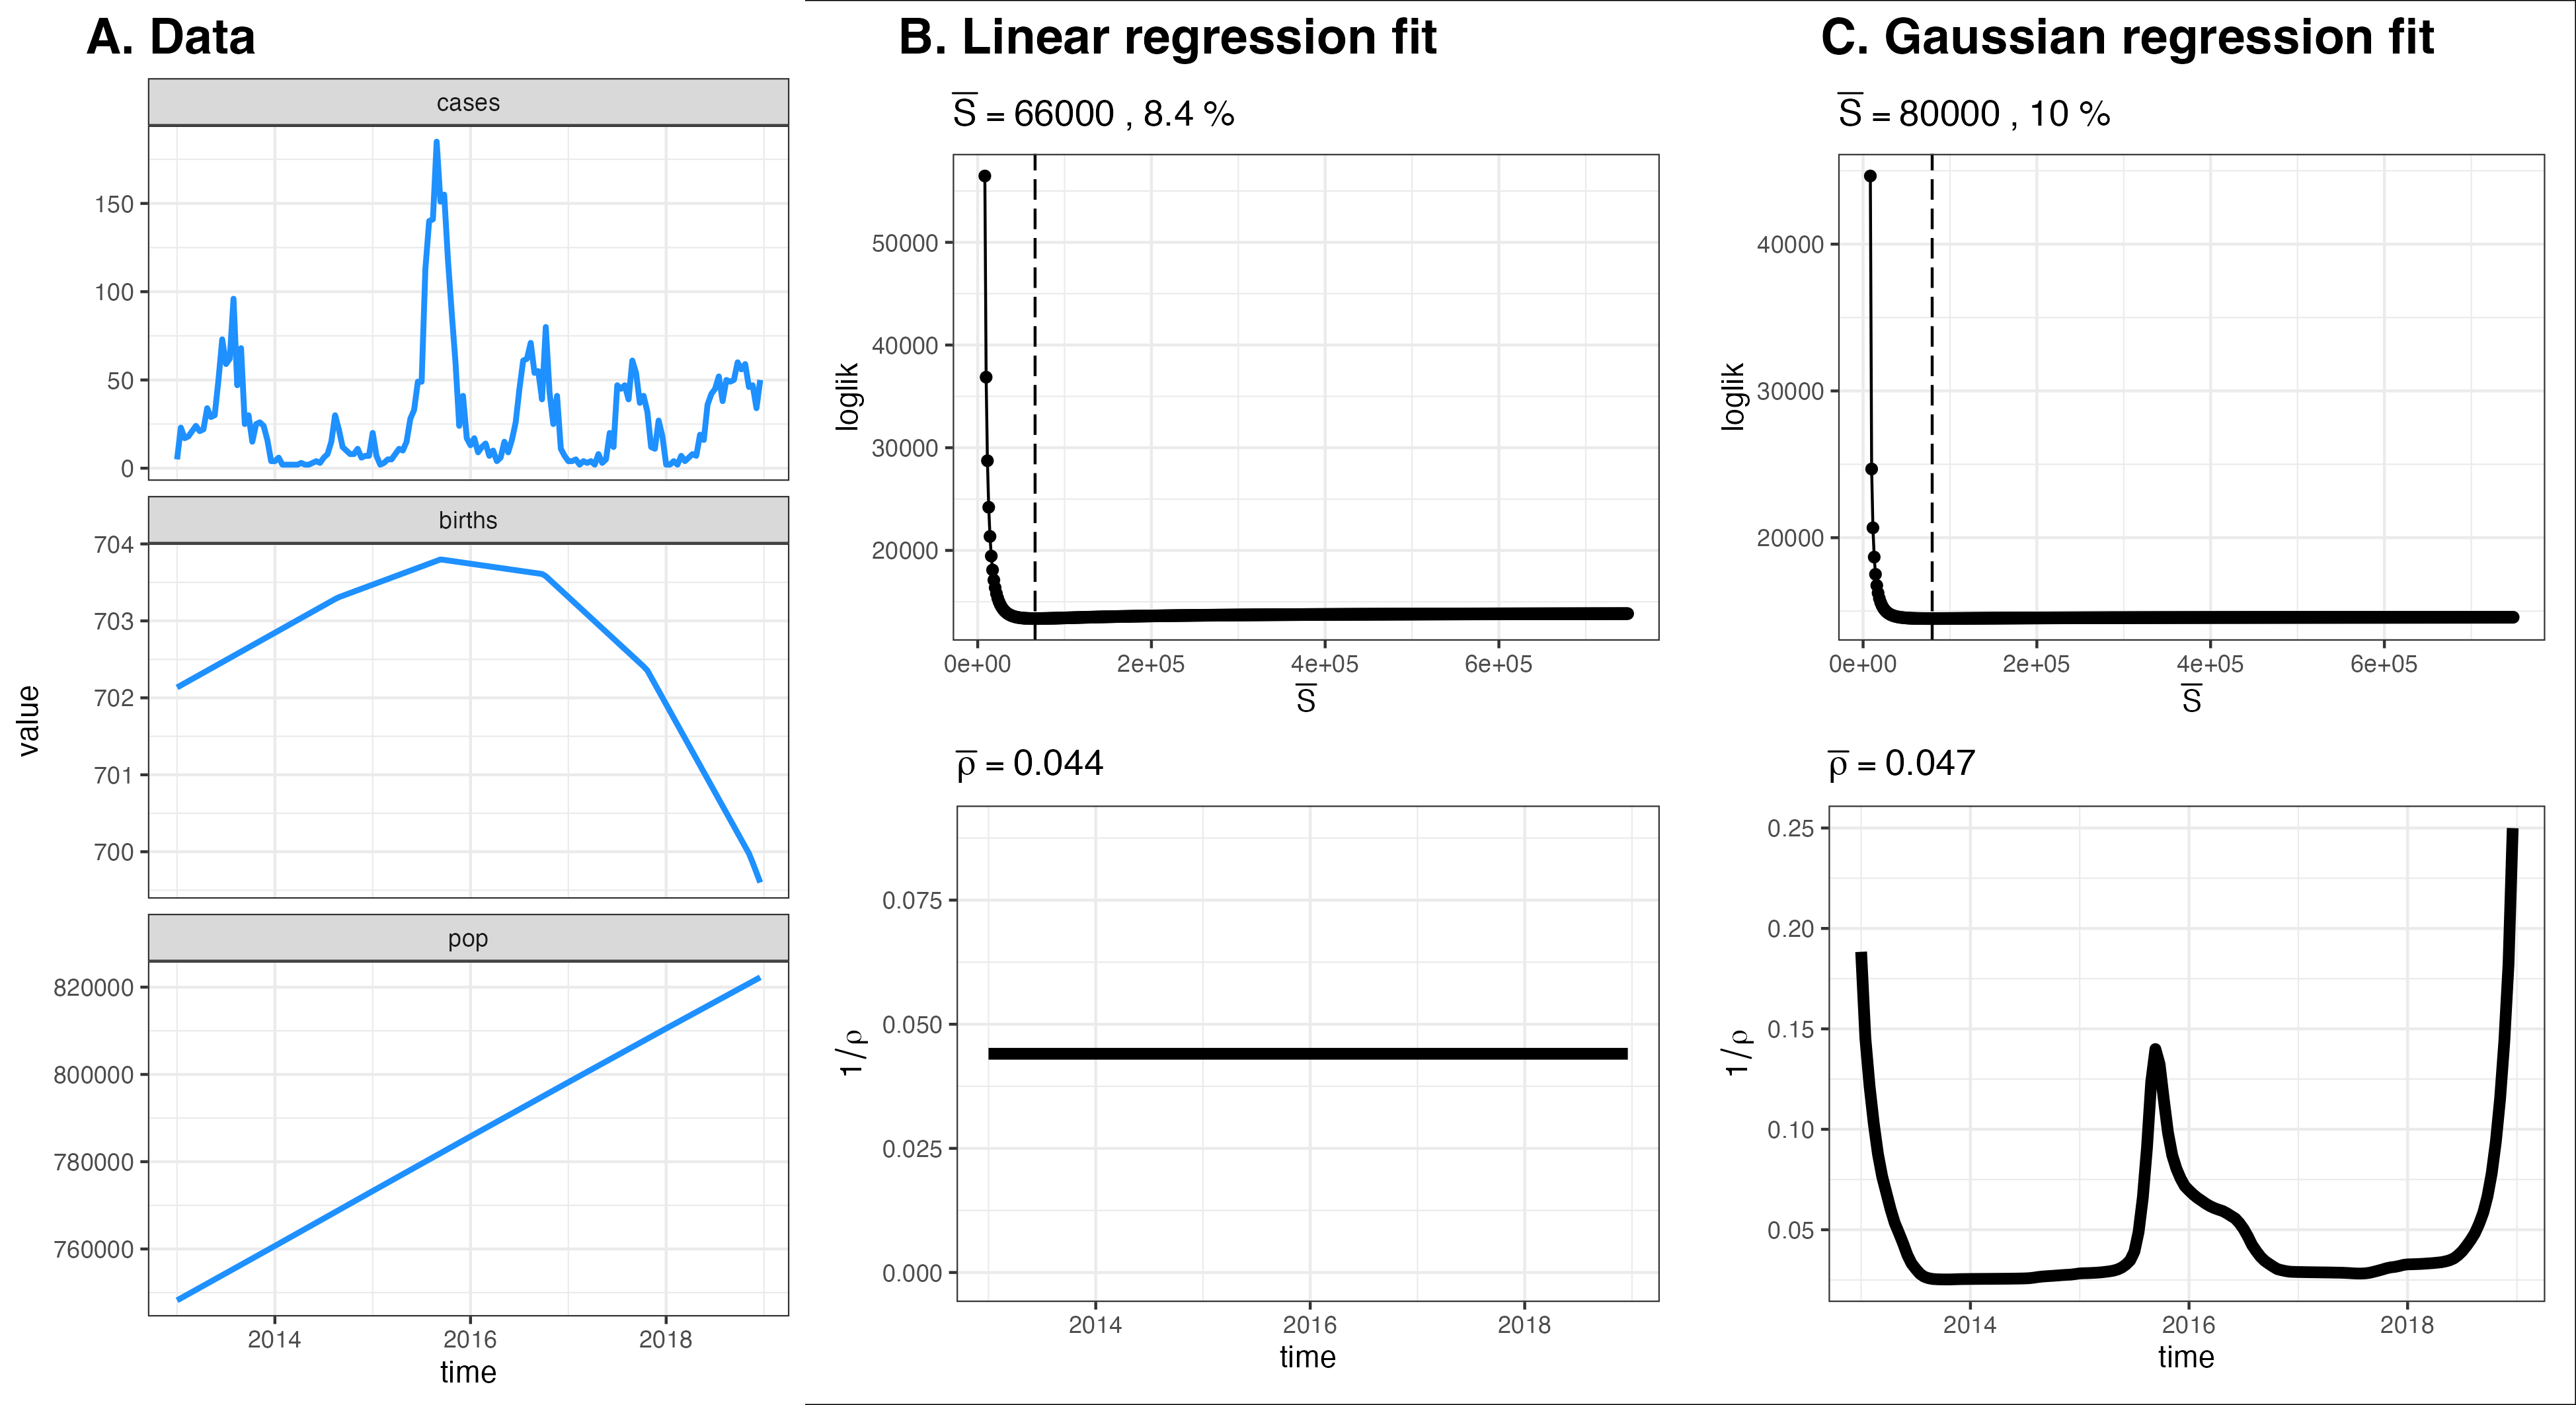 A. Data
cases
150
100
50
0
births
704
703
702
701
700
pop
820000
800000
780000
760000
2014 2016 2018
time
value
B. Linear regression fit
S̅ = 66000 , 8.4 %
50000
40000
30000
20000
loglik
0e+00 2e+05 4e+05 6e+05
S̅
ρ̅ = 0.044
0.075
0.050
0.025
0.000
1/ρ
2014 2016 2018
time
C. Gaussian regression fit
S̅ = 80000 , 10 %
40000
30000
20000
loglik
0e+00 2e+05 4e+05 6e+05
S̅
ρ̅ = 0.047
0.25
0.20
0.15
0.10
0.05
1/ρ
2014 2016 2018
time